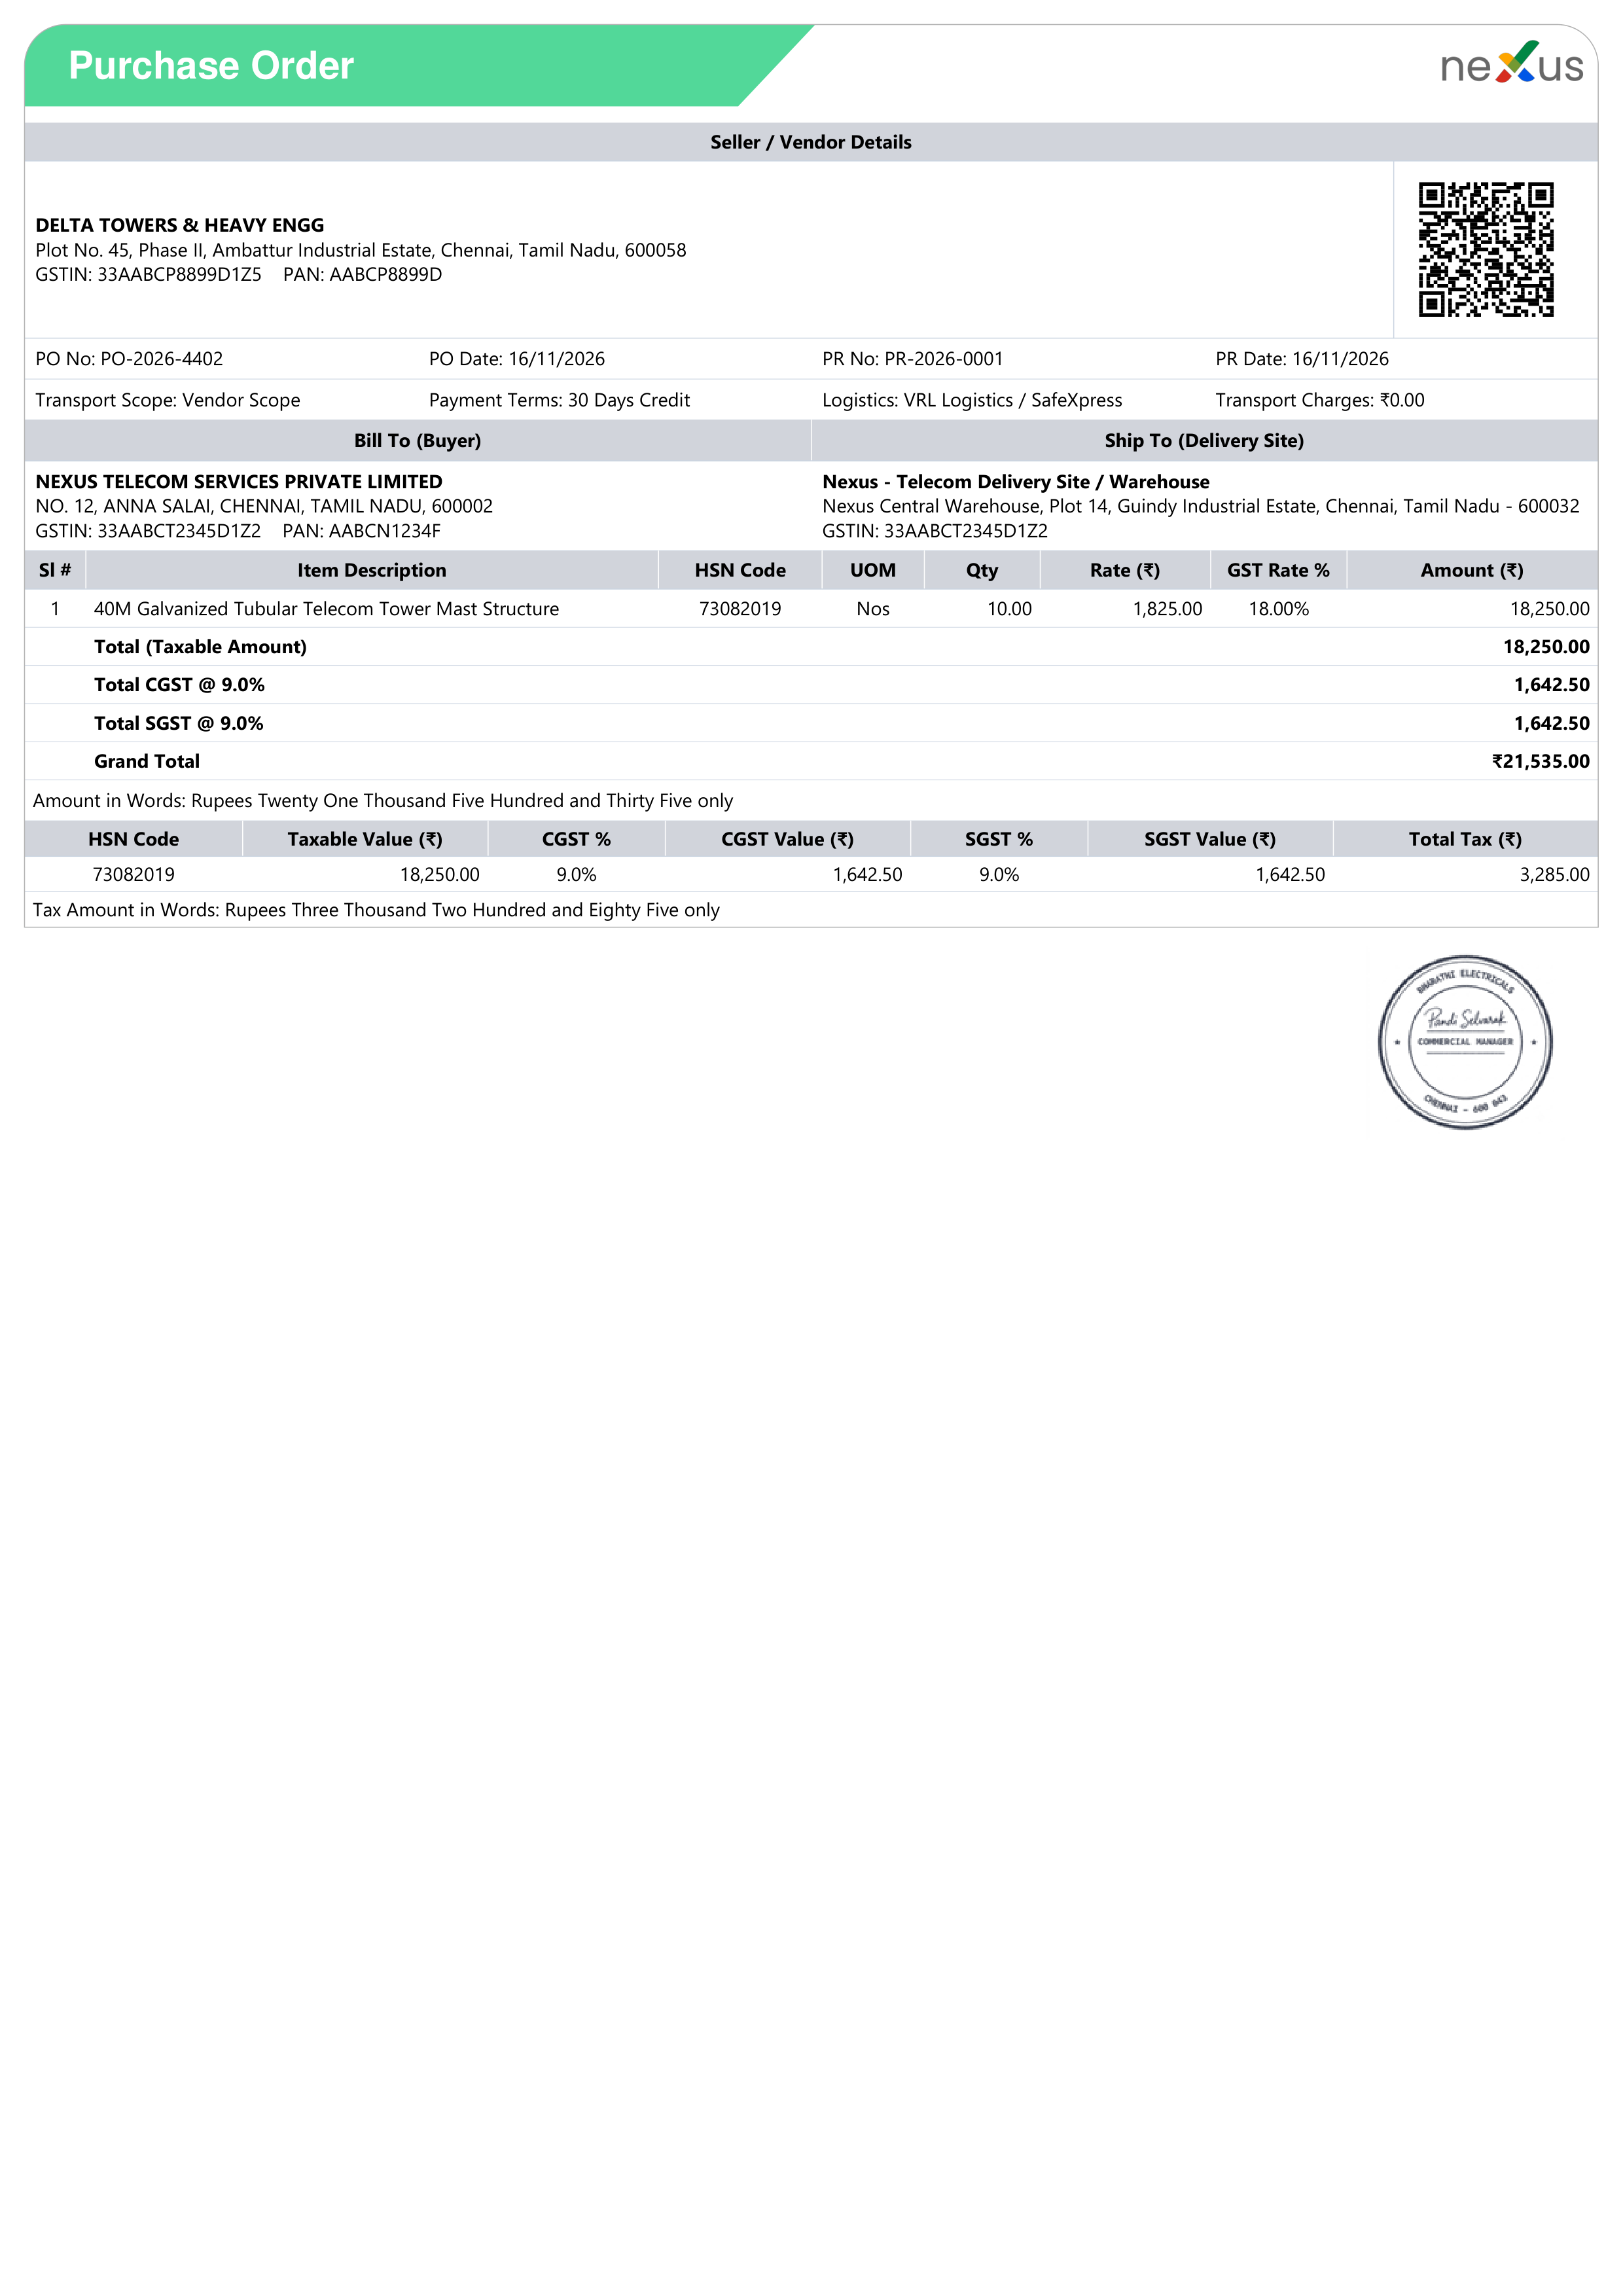 Purchase Order
nexus
Seller / Vendor Details
DELTA TOWERS & HEAVY ENGG
Plot No. 45, Phase II, Ambattur Industrial Estate, Chennai, Tamil Nadu, 600058
GSTIN: 33AABCP8899D1Z5 PAN: AABCP8899D
PO No: PO-2026-4402 PO Date: 16/11/2026 PR No: PR-2026-0001 PR Date: 16/11/2026
Transport Scope: Vendor Scope Payment Terms: 30 Days Credit Logistics: VRL Logistics / SafeXpress Transport Charges: ₹0.00
Bill To (Buyer) Ship To (Delivery Site)
NEXUS TELECOM SERVICES PRIVATE LIMITED
NO. 12, ANNA SALAI, CHENNAI, TAMIL NADU, 600002
GSTIN: 33AABCT2345D1Z2 PAN: AABCN1234F
Nexus - Telecom Delivery Site / Warehouse
Nexus Central Warehouse, Plot 14, Guindy Industrial Estate, Chennai, Tamil Nadu - 600032
GSTIN: 33AABCT2345D1Z2
Sl # Item Description HSN Code UOM Qty Rate (₹) GST Rate % Amount (₹)
1 40M Galvanized Tubular Telecom Tower Mast Structure 73082019 Nos 10.00 1,825.00 18.00% 18,250.00
Total (Taxable Amount) 18,250.00
Total CGST @ 9.0% 1,642.50
Total SGST @ 9.0% 1,642.50
Grand Total ₹21,535.00
Amount in Words: Rupees Twenty One Thousand Five Hundred and Thirty Five only
HSN Code Taxable Value (₹) CGST % CGST Value (₹) SGST % SGST Value (₹) Total Tax (₹)
73082019 18,250.00 9.0% 1,642.50 9.0% 1,642.50 3,285.00
Tax Amount in Words: Rupees Three Thousand Two Hundred and Eighty Five only
BHARATHI ELECTRICALS
Pandi Selvarak
COMMERCIAL MANAGER
CHENNAI - 600 043